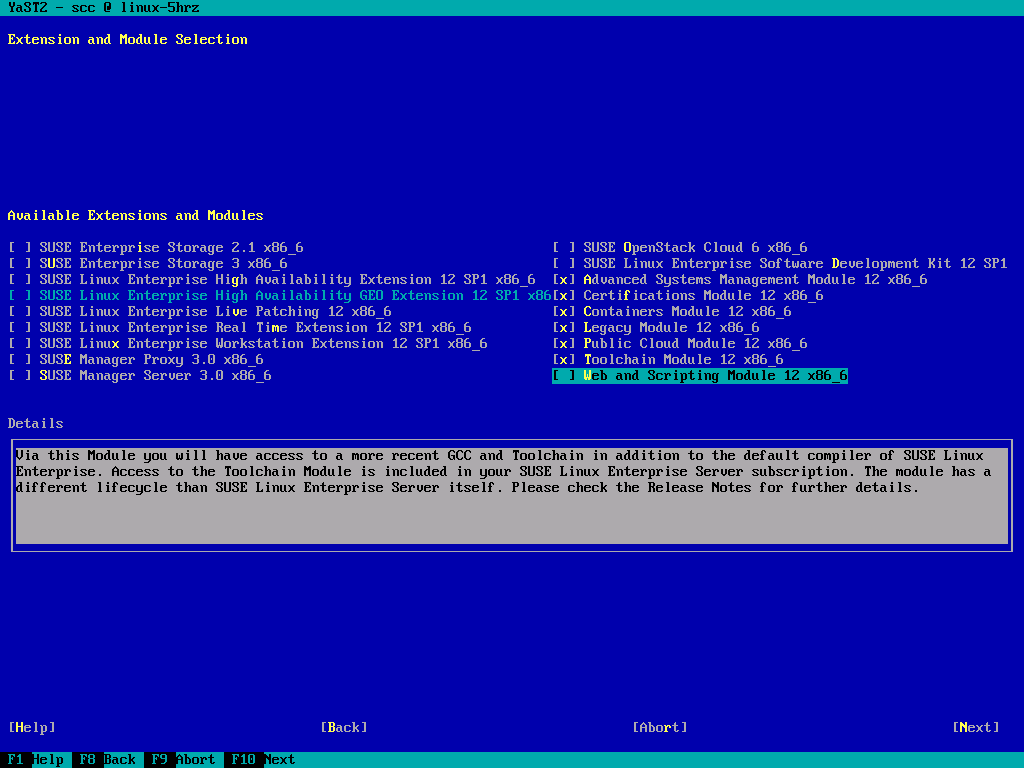 YaST2 - scc @ linux-5hrz
Extension and Module Selection
Available Extensions and Modules
[ ] SUSE Enterprise Storage 2.1 x86_6
[ ] SUSE Enterprise Storage 3 x86_6
[ ] SUSE Linux Enterprise High Availability Extension 12 SP1 x86_6
[ ] SUSE Linux Enterprise High Availability GEO Extension 12 SP1 x86
[ ] SUSE Linux Enterprise Live Patching 12 x86_6
[ ] SUSE Linux Enterprise Real Time Extension 12 SP1 x86_6
[ ] SUSE Linux Enterprise Workstation Extension 12 SP1 x86_6
[ ] SUSE Manager Proxy 3.0 x86_6
[ ] SUSE Manager Server 3.0 x86_6
[ ] SUSE OpenStack Cloud 6 x86_6
[ ] SUSE Linux Enterprise Software Development Kit 12 SP1
[x] Advanced Systems Management Module 12 x86_6
[x] Certifications Module 12 x86_6
[x] Containers Module 12 x86_6
[x] Legacy Module 12 x86_6
[x] Public Cloud Module 12 x86_6
[x] Toolchain Module 12 x86_6
[ ] Web and Scripting Module 12 x86_6
Details
Via this Module you will have access to a more recent GCC and Toolchain in addition to the default compiler of SUSE Linux
Enterprise. Access to the Toolchain Module is included in your SUSE Linux Enterprise Server subscription. The module has a
different lifecycle than SUSE Linux Enterprise Server itself. Please check the Release Notes for further details.
[Help] [Back] [Abort] [Next]
F1 Help F8 Back F9 Abort F10 Next